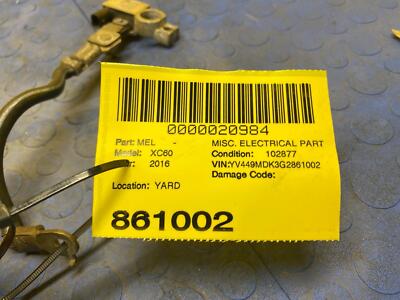 0000020984
Part: MEL - MISC. ELECTRICAL PART
Model: XC60 Condition: 102877
2016 VIN: YV449MDK3G2861002
Damage Code:
Location: YARD
861002